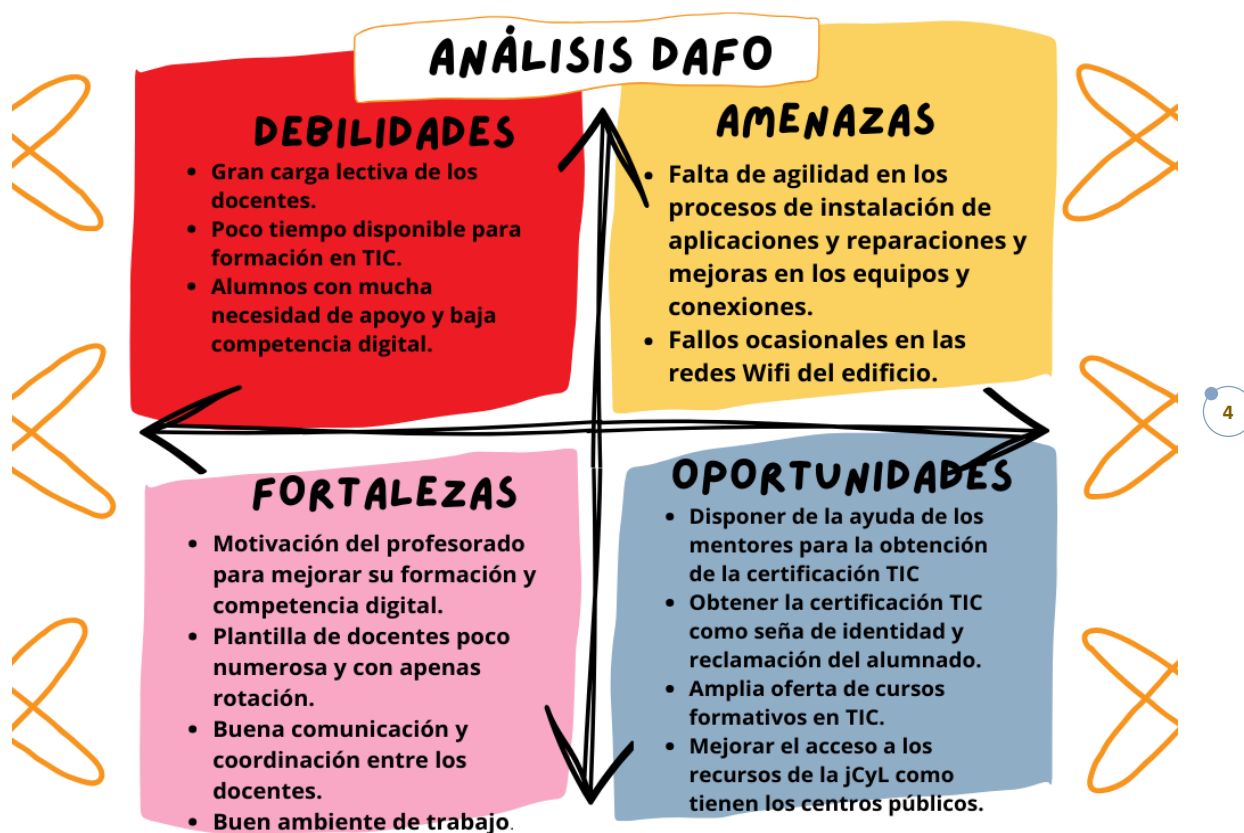 ANÁLISIS DAFO
DEBILIDADES
• Gran carga lectiva de los
docentes.
• Poco tiempo disponible para
formación en TIC.
• Alumnos con mucha
necesidad de apoyo y baja
competencia digital.
AMENAZAS
• Falta de agilidad en los
procesos de instalación de
aplicaciones y reparaciones y
mejoras en los equipos y
conexiones.
• Fallos ocasionales en las
redes Wifi del edificio.
4
FORTALEZAS
• Motivación del profesorado
para mejorar su formación y
competencia digital.
• Plantilla de docentes poco
numerosa y con apenas
rotación.
• Buena comunicación y
coordinación entre los
docentes.
• Buen ambiente de trabajo.
OPORTUNIDADES
• Disponer de la ayuda de los
mentores para la obtención
de la certificación TIC
• Obtener la certificación TIC
como seña de identidad y
reclamación del alumnado.
• Amplia oferta de cursos
formativos en TIC.
• Mejorar el acceso a los
recursos de la jCyL como
tienen los centros públicos.